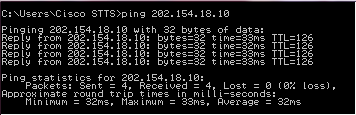 C:\Users\Cisco STTS>ping 202.154.18.10
Pinging 202.154.18.10 with 32 bytes of data:
Reply from 202.154.18.10: bytes=32 time=33ms TTL=126
Reply from 202.154.18.10: bytes=32 time=32ms TTL=126
Reply from 202.154.18.10: bytes=32 time=33ms TTL=126
Reply from 202.154.18.10: bytes=32 time=33ms TTL=126
Ping statistics for 202.154.18.10:
Packets: Sent = 4, Received = 4, Lost = 0 (0% loss),
Approximate round trip times in milli-seconds:
Minimum = 32ms, Maximum = 33ms, Average = 32ms